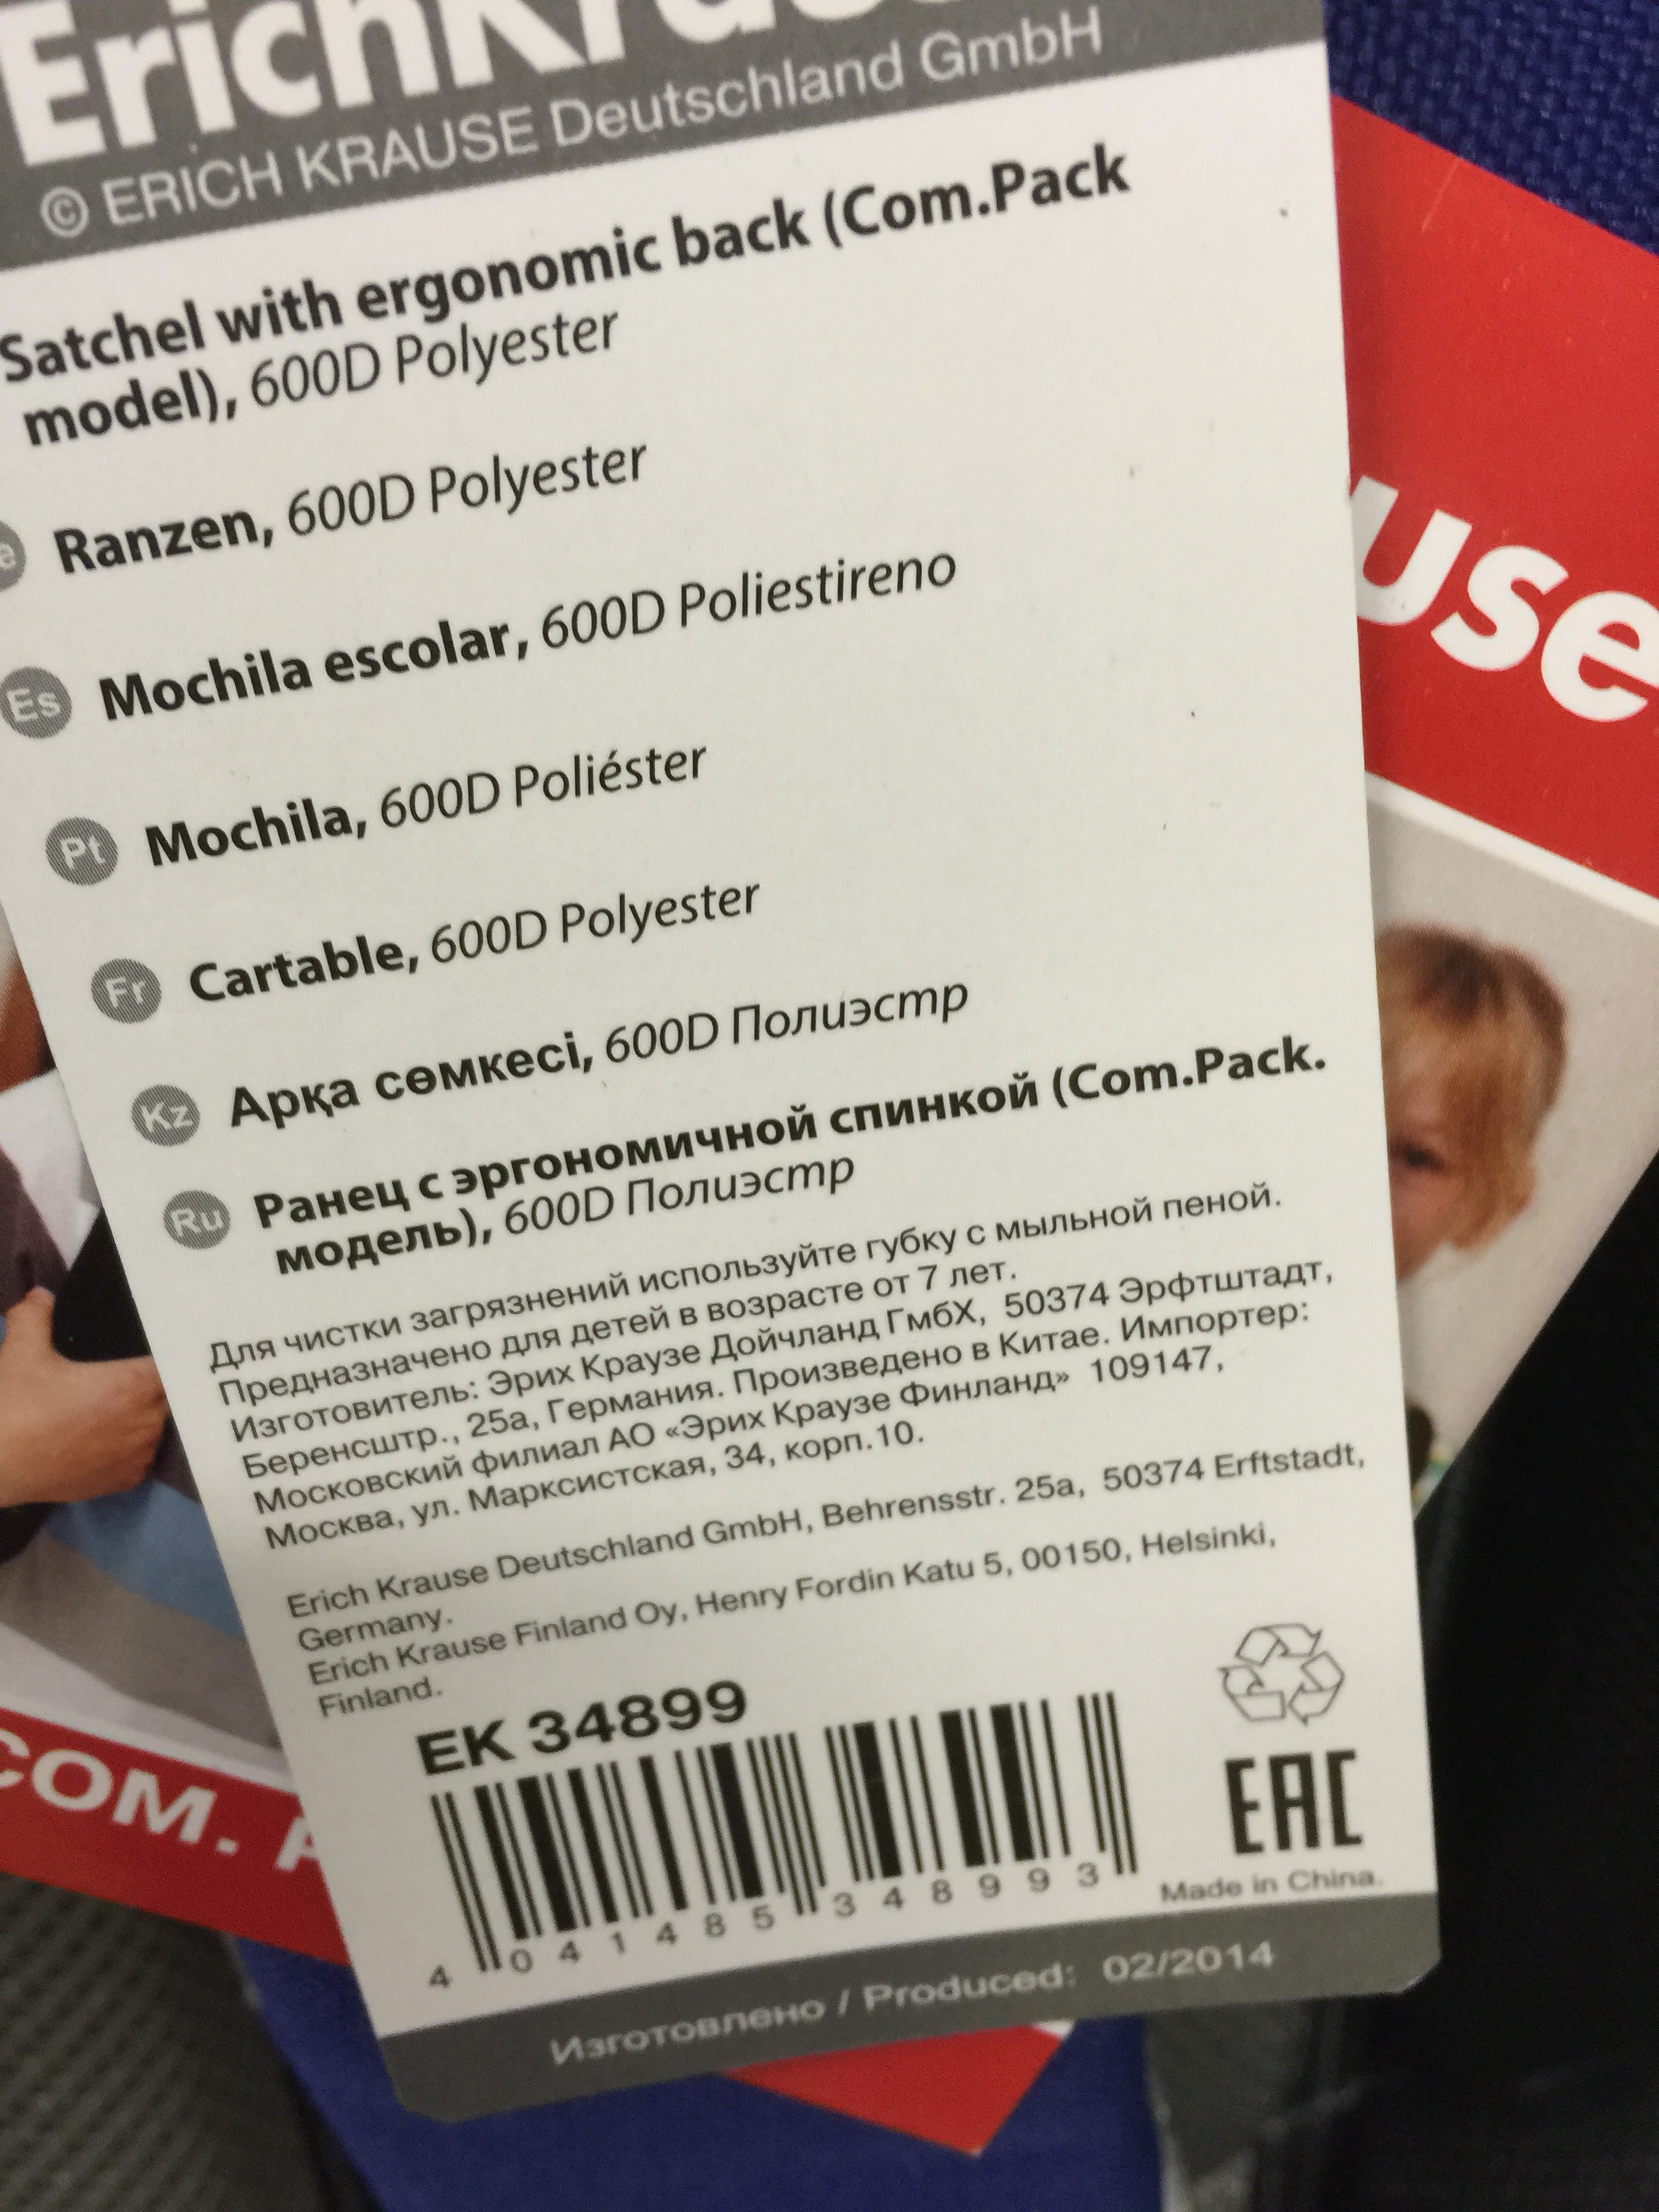 ErichKrause
© ERICH KRAUSE Deutschland GmbH
Satchel with ergonomic back (Com.Pack
model), 600D Polyester
Ranzen, 600D Polyester
Es Mochila escolar, 600D Poliestireno
Pt Mochila, 600D Poliéster
Fr Cartable, 600D Polyester
Kz Арқа сөмкесі, 600D Полиэстр
Ru Ранец с эргономичной спинкой (Com.Pack.
модель), 600D Полиэстр
Для чистки загрязнений используйте губку с мыльной пеной.
Предназначено для детей в возрасте от 7 лет.
Изготовитель: Эрих Краузе Дойчланд ГмбХ, 50374 Эрфтштадт,
Беренсштр., 25а, Германия. Произведено в Китае. Импортер:
Московский филиал АО «Эрих Краузе Финланд» 109147,
Москва, ул. Марксистская, 34, корп.10.
Erich Krause Deutschland GmbH, Behrensstr. 25a, 50374 Erftstadt,
Germany.
Erich Krause Finland Oy, Henry Fordin Katu 5, 00150, Helsinki,
Finland.
EK 34899
4 041485 348993
EAC
Made in China.
Изготовлено / Produced: 02/2014
use
COM.